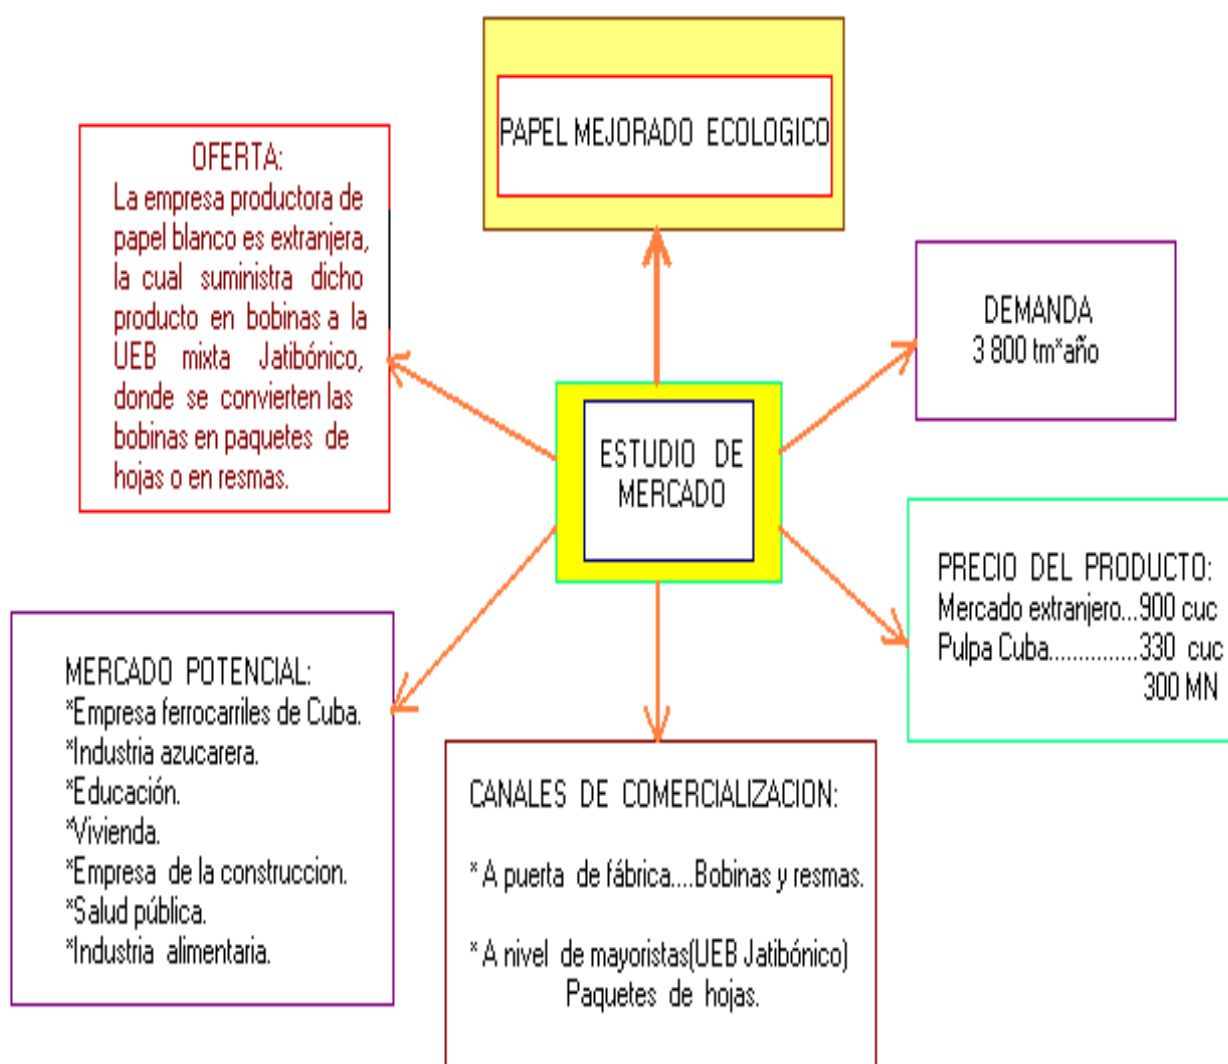 PAPEL MEJORADO ECOLOGICO
OFERTA:
La empresa productora de
papel blanco es extranjera,
la cual suministra dicho
producto en bobinas a la
UEB mixta Jatibónico,
donde se convierten las
bobinas en paquetes de
hojas o en resmas.
DEMANDA
3 800 tm*año
ESTUDIO DE
MERCADO
PRECIO DEL PRODUCTO:
Mercado extranjero...900 cuc
Pulpa Cuba...............330 cuc
300 MN
MERCADO POTENCIAL:
*Empresa ferrocarriles de Cuba.
*Industria azucarera.
*Educación.
*Vivienda.
*Empresa de la construccion.
*Salud pública.
*Industria alimentaria.
CANALES DE COMERCIALIZACION:
* A puerta de fábrica....Bobinas y resmas.
* A nivel de mayoristas(UEB Jatibónico)
Paquetes de hojas.